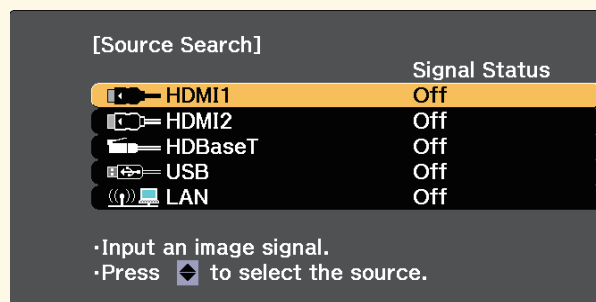 [Source Search]
Signal Status
HDMI1 Off
HDMI2 Off
HDBaseT Off
USB Off
LAN Off
·Input an image signal.
·Press to select the source.